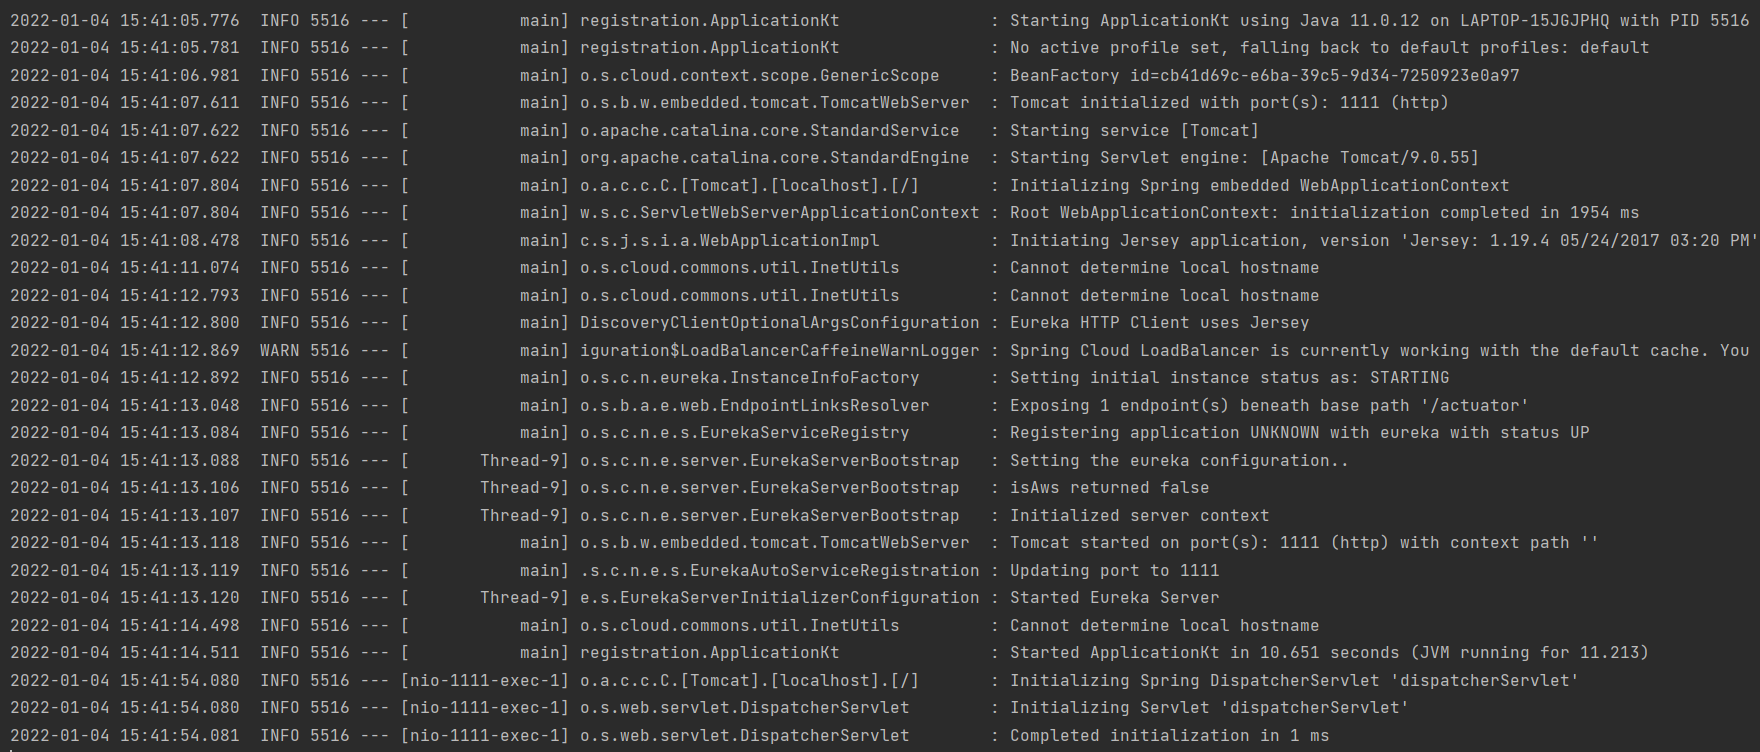 2022-01-04 15:41:05.776  INFO 5516 --- [           main] registration.ApplicationKt               : Starting ApplicationKt using Java 11.0.12 on LAPTOP-15JGJPHQ with PID 5516
2022-01-04 15:41:05.781  INFO 5516 --- [           main] registration.ApplicationKt               : No active profile set, falling back to default profiles: default
2022-01-04 15:41:06.981  INFO 5516 --- [           main] o.s.cloud.context.scope.GenericScope     : BeanFactory id=cb41d69c-e6ba-39c5-9d34-7250923e0a97
2022-01-04 15:41:07.611  INFO 5516 --- [           main] o.s.b.w.embedded.tomcat.TomcatWebServer  : Tomcat initialized with port(s): 1111 (http)
2022-01-04 15:41:07.622  INFO 5516 --- [           main] o.apache.catalina.core.StandardService   : Starting service [Tomcat]
2022-01-04 15:41:07.622  INFO 5516 --- [           main] org.apache.catalina.core.StandardEngine  : Starting Servlet engine: [Apache Tomcat/9.0.55]
2022-01-04 15:41:07.804  INFO 5516 --- [           main] o.a.c.c.C.[Tomcat].[localhost].[/]       : Initializing Spring embedded WebApplicationContext
2022-01-04 15:41:07.804  INFO 5516 --- [           main] w.s.c.ServletWebServerApplicationContext : Root WebApplicationContext: initialization completed in 1954 ms
2022-01-04 15:41:08.478  INFO 5516 --- [           main] c.s.j.s.i.a.WebApplicationImpl           : Initiating Jersey application, version 'Jersey: 1.19.4 05/24/2017 03:20 PM'
2022-01-04 15:41:11.074  INFO 5516 --- [           main] o.s.cloud.commons.util.InetUtils         : Cannot determine local hostname
2022-01-04 15:41:12.793  INFO 5516 --- [           main] o.s.cloud.commons.util.InetUtils         : Cannot determine local hostname
2022-01-04 15:41:12.800  INFO 5516 --- [           main] DiscoveryClientOptionalArgsConfiguration : Eureka HTTP Client uses Jersey
2022-01-04 15:41:12.869  WARN 5516 --- [           main] iguration$LoadBalancerCaffeineWarnLogger : Spring Cloud LoadBalancer is currently working with the default cache. You
2022-01-04 15:41:12.892  INFO 5516 --- [           main] o.s.c.n.eureka.InstanceInfoFactory       : Setting initial instance status as: STARTING
2022-01-04 15:41:13.048  INFO 5516 --- [           main] o.s.b.a.e.web.EndpointLinksResolver      : Exposing 1 endpoint(s) beneath base path '/actuator'
2022-01-04 15:41:13.084  INFO 5516 --- [           main] o.s.c.n.e.s.EurekaServiceRegistry        : Registering application UNKNOWN with eureka with status UP
2022-01-04 15:41:13.088  INFO 5516 --- [       Thread-9] o.s.c.n.e.server.EurekaServerBootstrap   : Setting the eureka configuration..
2022-01-04 15:41:13.106  INFO 5516 --- [       Thread-9] o.s.c.n.e.server.EurekaServerBootstrap   : isAws returned false
2022-01-04 15:41:13.107  INFO 5516 --- [       Thread-9] o.s.c.n.e.server.EurekaServerBootstrap   : Initialized server context
2022-01-04 15:41:13.118  INFO 5516 --- [           main] o.s.b.w.embedded.tomcat.TomcatWebServer  : Tomcat started on port(s): 1111 (http) with context path ''
2022-01-04 15:41:13.119  INFO 5516 --- [           main] .s.c.n.e.s.EurekaAutoServiceRegistration : Updating port to 1111
2022-01-04 15:41:13.120  INFO 5516 --- [       Thread-9] e.s.EurekaServerInitializerConfiguration : Started Eureka Server
2022-01-04 15:41:14.498  INFO 5516 --- [           main] o.s.cloud.commons.util.InetUtils         : Cannot determine local hostname
2022-01-04 15:41:14.511  INFO 5516 --- [           main] registration.ApplicationKt               : Started ApplicationKt in 10.651 seconds (JVM running for 11.213)
2022-01-04 15:41:54.080  INFO 5516 --- [nio-1111-exec-1] o.a.c.c.C.[Tomcat].[localhost].[/]       : Initializing Spring DispatcherServlet 'dispatcherServlet'
2022-01-04 15:41:54.080  INFO 5516 --- [nio-1111-exec-1] o.s.web.servlet.DispatcherServlet        : Initializing Servlet 'dispatcherServlet'
2022-01-04 15:41:54.081  INFO 5516 --- [nio-1111-exec-1] o.s.web.servlet.DispatcherServlet        : Completed initialization in 1 ms